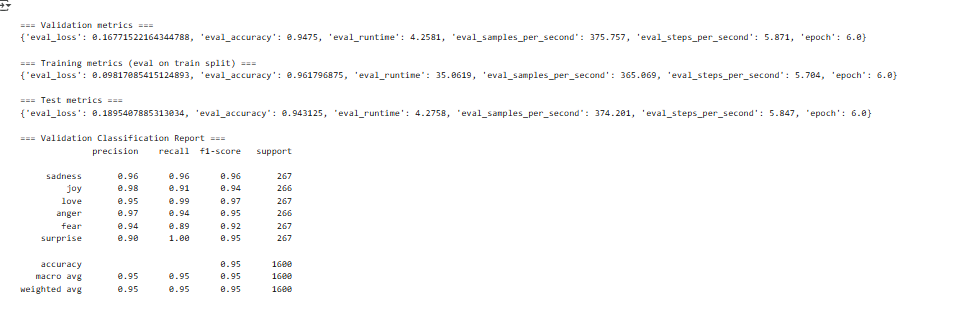 === Validation metrics ===
{'eval_loss': 0.16771522164344788, 'eval_accuracy': 0.9475, 'eval_runtime': 4.2581, 'eval_samples_per_second': 375.757, 'eval_steps_per_second': 5.871, 'epoch': 6.0}
=== Training metrics (eval on train split) ===
{'eval_loss': 0.09817085415124893, 'eval_accuracy': 0.961796875, 'eval_runtime': 35.0619, 'eval_samples_per_second': 365.069, 'eval_steps_per_second': 5.704, 'epoch': 6.0}
=== Test metrics ===
{'eval_loss': 0.1895407885313034, 'eval_accuracy': 0.943125, 'eval_runtime': 4.2758, 'eval_samples_per_second': 374.201, 'eval_steps_per_second': 5.847, 'epoch': 6.0}
=== Validation Classification Report ===
precision recall f1-score support
sadness 0.96 0.96 0.96 267
joy 0.98 0.91 0.94 266
love 0.95 0.99 0.97 267
anger 0.97 0.94 0.95 266
fear 0.94 0.89 0.92 267
surprise 0.90 1.00 0.95 267
accuracy 0.95 1600
macro avg 0.95 0.95 0.95 1600
weighted avg 0.95 0.95 0.95 1600